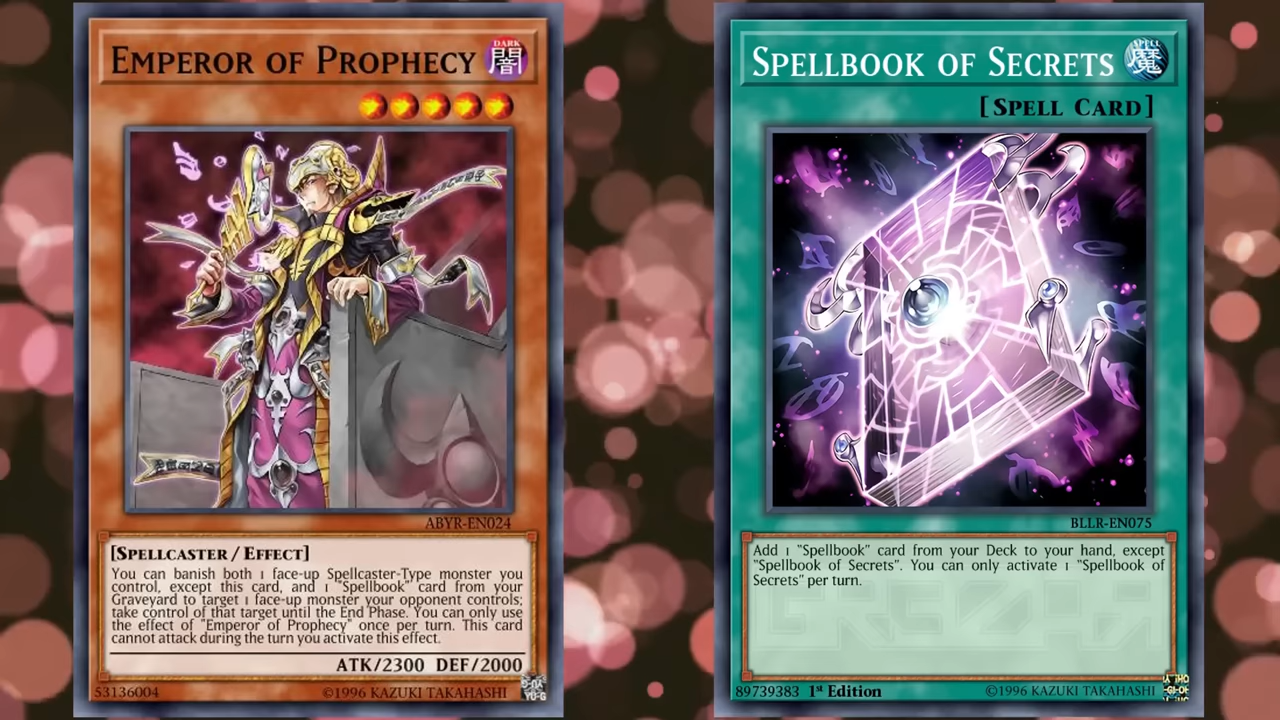 EMPEROR OF PROPHECY
DARK
闇
ABYR-EN024
[SPELLCASTER / EFFECT]
You can banish both 1 face-up Spellcaster-Type monster you
control, except this card, and 1 "Spellbook" card from your
Graveyard to target 1 face-up monster your opponent controls;
take control of that target until the End Phase. You can only use
the effect of "Emperor of Prophecy" once per turn. This card
cannot attack during the turn you activate this effect.
ATK/2300 DEF/2000
53136004
©1996 KAZUKI TAKAHASHI
SPELLBOOK OF SECRETS
SPELL
魔
[SPELL CARD]
BLLR-EN075
Add 1 "Spellbook" card from your Deck to your hand, except
"Spellbook of Secrets". You can only activate 1 "Spellbook of
Secrets" per turn.
89739383 1st Edition
©1996 KAZUKI TAKAHASHI